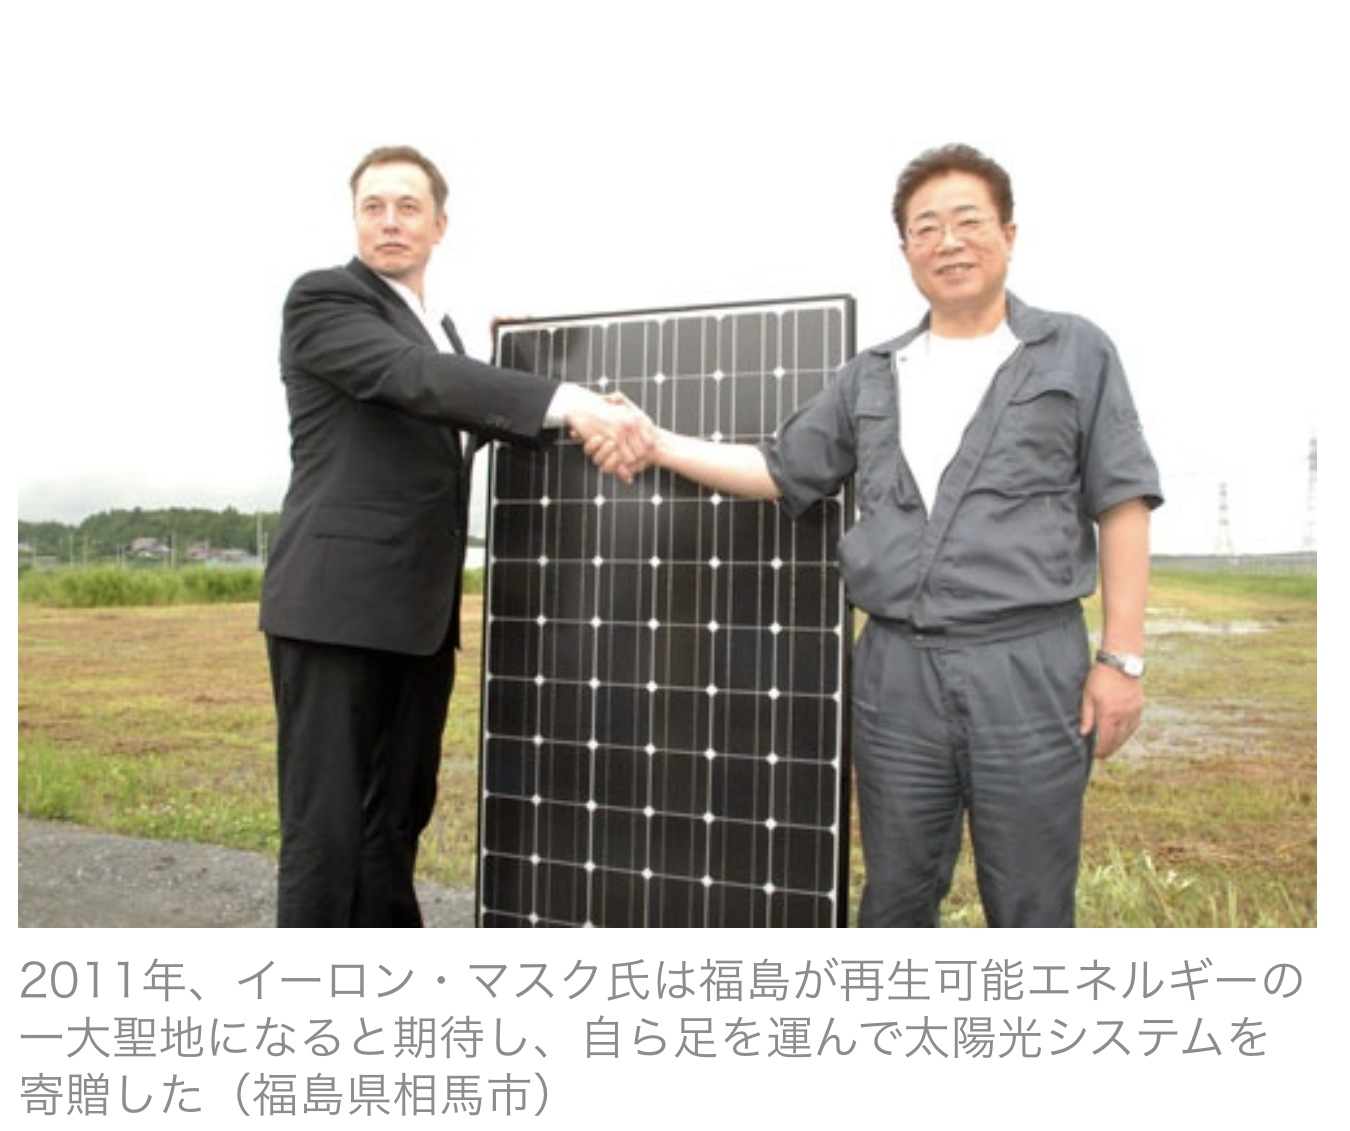 2011年、イーロン・マスク氏は福島が再生可能エネルギーの
一大聖地になると期待し、自ら足を運んで太陽光システムを
寄贈した（福島県相馬市）